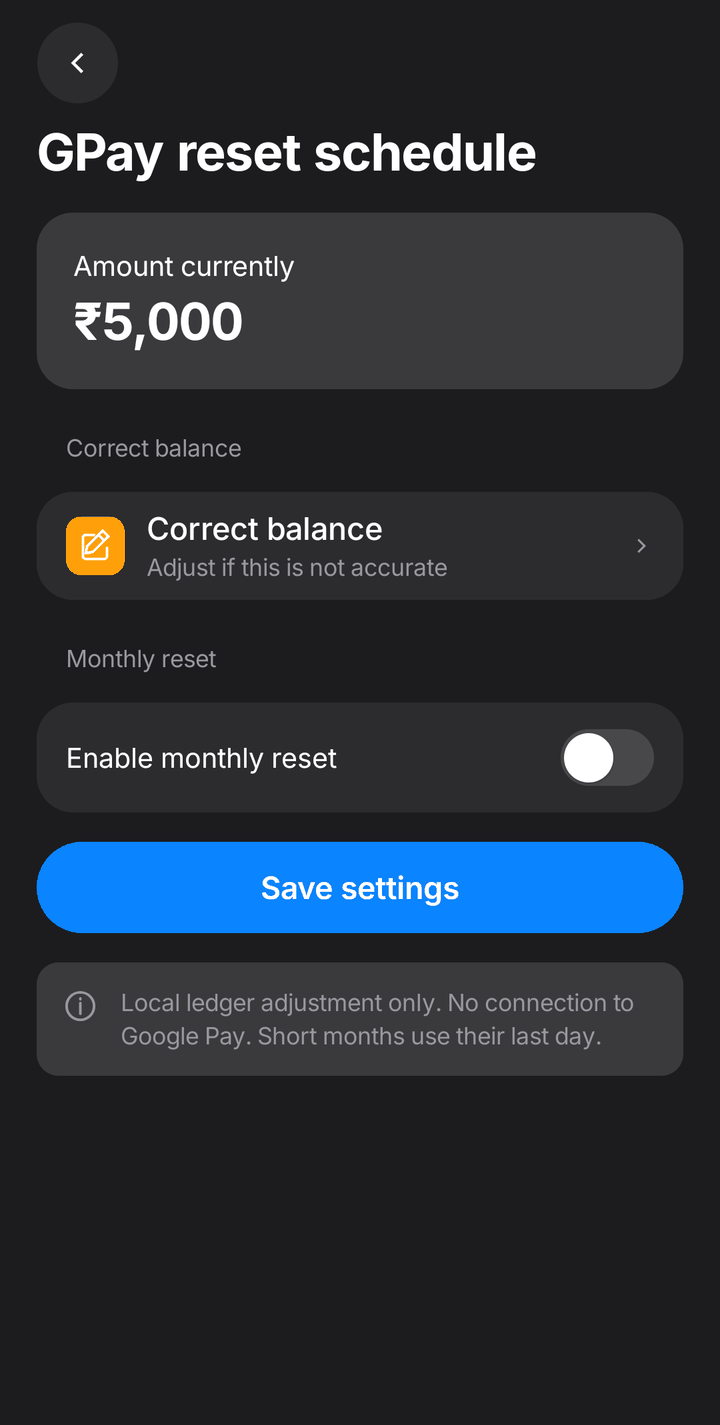 GPay reset schedule
Amount currently
₹5,000
Correct balance
Correct balance
Adjust if this is not accurate
Monthly reset
Enable monthly reset
Save settings
Local ledger adjustment only. No connection to
Google Pay. Short months use their last day.